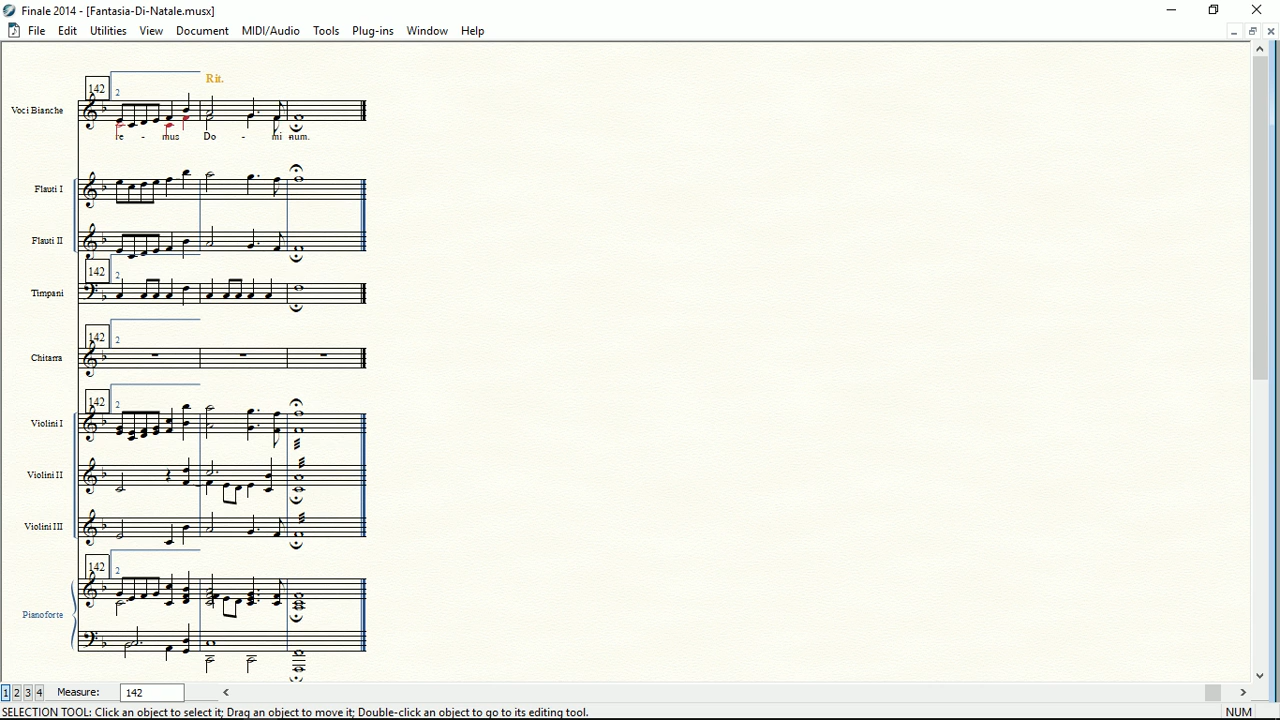 Finale 2014 - [Fantasia-Di-Natale.musx]
File Edit Utilities View Document MIDI/Audio Tools Plug-ins Window Help
142 2 Rit.
Voci Bianche
re - mus Do - mi num.
Flauti I
Flauti II
142 2
Timpani
142 2
Chitarra
142 2
Violini I
Violini II
Violini III
142 2
Pianoforte
1 2 3 4 Measure: 142
SELECTION TOOL: Click an object to select it; Drag an object to move it; Double-click an object to go to its editing tool. NUM